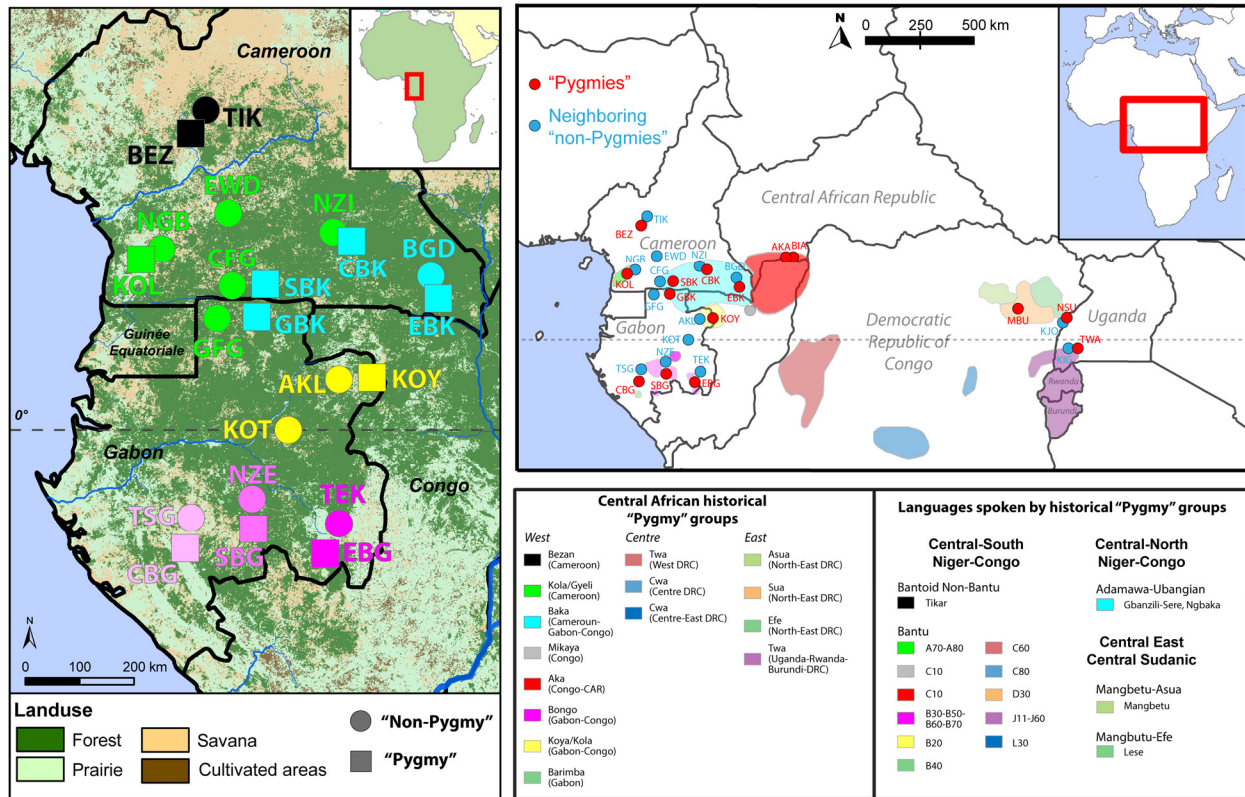 Cameroon
TIK
BEZ
EWD
NGB
NZI
BGD
CFG
CBK
KOL
SBK
GBK
EBK
Guinée
Equatoriale
GFG
AKL
KOY
0°
KOT
Gabon
NZE
TEK
Congo
TSG
SBG
EBG
CBG
N
0 100 200 km
Landuse
Forest
Savana
Prairie
Cultivated areas
"Non-Pygmy"
"Pygmy"
N
0 250 500 km
"Pygmies"
Neighboring
"non-Pygmies"
Central African Republic
TIK
BEZ
Cameroon
AKA
BIA
NGB
EWD
NZI
BGD
KOL
CFG
SBK
CBK
GFG
GBK
EBK
Gabon
AKL
KOY
KOT
Democratic
Republic of
Congo
MBU
NSU
KJO
Uganda
TWA
KIG
NZE
TSG
TEK
CBG
SBG
EBG
Rwanda
Burundi
Central African historical
"Pygmy" groups
West
Bezan
(Cameroon)
Kola/Gyeli
(Cameroon)
Baka
(Cameroun-
Gabon-Congo)
Mikaya
(Congo)
Aka
(Congo-CAR)
Bongo
(Gabon-Congo)
Koya/Kola
(Gabon-Congo)
Barimba
(Gabon)
Centre
Twa
(West DRC)
Cwa
(Centre DRC)
Cwa
(Centre-East DRC)
East
Asua
(North-East DRC)
Sua
(North-East DRC)
Efe
(North-East DRC)
Twa
(Uganda-Rwanda-
Burundi-DRC)
Languages spoken by historical "Pygmy" groups
Central-South
Niger-Congo
Bantoid Non-Bantu
Tikar
Bantu
A70-A80
C10
C10
B30-B50-
B60-B70
B20
B40
C60
C80
D30
J11-J60
L30
Central-North
Niger-Congo
Adamawa-Ubangian
Gbanzili-Sere, Ngbaka
Central East
Central Sudanic
Mangbetu-Asua
Mangbetu
Mangbutu-Efe
Lese